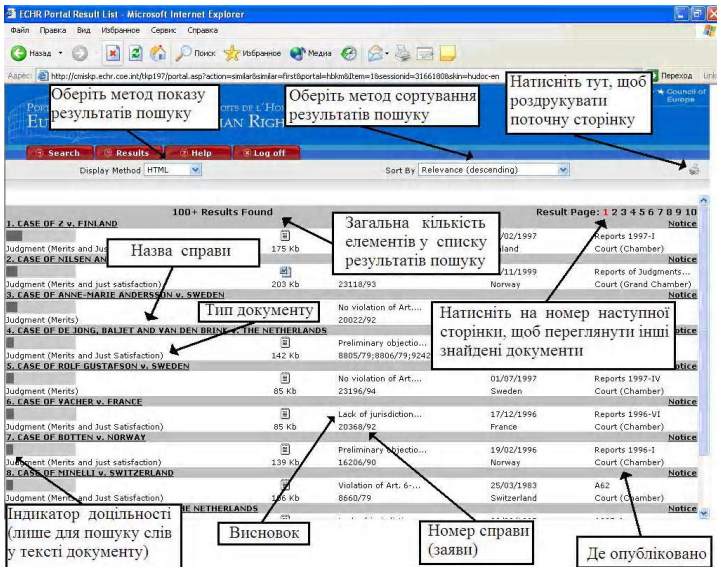 ECHR Portal Result List - Microsoft Internet Explorer
Файл Правка Вид Избранное Сервис Справка
Назад Поиск Избранное Медиа
Адрес: http://cmiskp.echr.coe.int/tkp197/portal.asp?action=similar&similar=first&portal=hbkm&Item=1&sessionid=3166180&skin=hudoc-en Переход Link
Оберіть метод показу
результатів пошуку
Оберіть метод сортування
результатів пошуку
Натисніть тут, щоб
роздрукувати
поточну сторінку
Council of
Europe
Search Results Help Log off
Display Method HTML Sort By Relevance (descending)
100+ Results Found Result Page: 1 2 3 4 5 6 7 8 9 10
1. CASE OF Z v. FINLAND Notice
/02/1997 Reports 1997-I
Judgment (Merits and Just 175 Kb Court (Chamber)
2. CASE OF NILSEN AN Notice
/11/1999 Reports of Judgments...
Judgment (Merits and just satisfaction) 203 Kb 23118/93 Norway Court (Grand Chamber)
3. CASE OF ANNE-MARIE ANDERSSON v. SWEDEN
No violation of Art....
Judgment (Merits) 20022/92
4. CASE OF DE JONG, BALJET AND VAN DEN BRINK v. THE NETHERLANDS
Preliminary objectio...
Judgment (Merits and Just Satisfaction) 142 Kb 8805/79;8806/79;9242
5. CASE OF ROLF GUSTAFSON v. SWEDEN Notice
No violation of Art.... 01/07/1997 Reports 1997-IV
Judgment (Merits) 85 Kb 23196/94 Sweden Court (Chamber)
6. CASE OF VACHER v. FRANCE Notice
Lack of jurisdiction... 17/12/1996 Reports 1996-VI
Judgment (Merits and Just Satisfaction) 85 Kb 20368/92 France Court (Chamber)
7. CASE OF BOTTEN v. NORWAY Notice
Preliminary objectio... 19/02/1996 Reports 1996-I
Judgment (Merits and just satisfaction) 139 Kb 16206/90 Norway Court (Chamber)
8. CASE OF MINELLI v. SWITZERLAND Notice
Violation of Art. 6-... 25/03/1983 A62
Judgment (Merits and Just Satisfaction) Kb 8660/79 Switzerland Court (Chamber)
HE NETHERLANDS Notice
Загальна кількість
елементів у списку
результатів пошуку
Назва справи
Тип документу
Натисніть на номер наступної
сторінки, щоб переглянути інші
знайдені документи
Індикатор доцільності
(лише для пошуку слів
у тексті документу)
Висновок
Номер справи
(заяви)
Де опубліковано